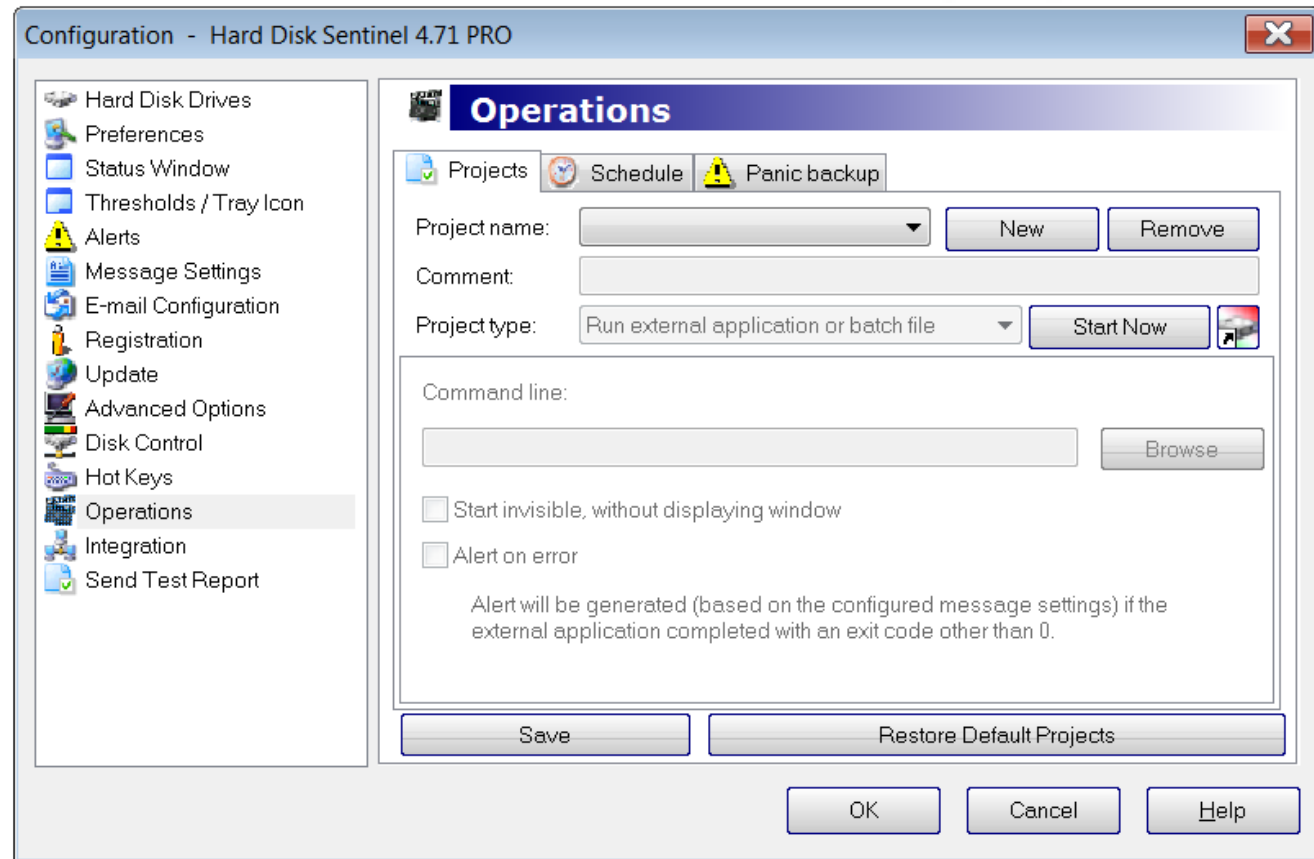 Configuration - Hard Disk Sentinel 4.71 PRO
Hard Disk Drives
Preferences
Status Window
Thresholds / Tray Icon
Alerts
Message Settings
E-mail Configuration
Registration
Update
Advanced Options
Disk Control
Hot Keys
Operations
Integration
Send Test Report
Operations
Projects Schedule Panic backup
Project name: New Remove
Comment:
Project type: Run external application or batch file Start Now
Command line:
Browse
Start invisible, without displaying window
Alert on error
Alert will be generated (based on the configured message settings) if the
external application completed with an exit code other than 0.
Save Restore Default Projects
OK Cancel Help